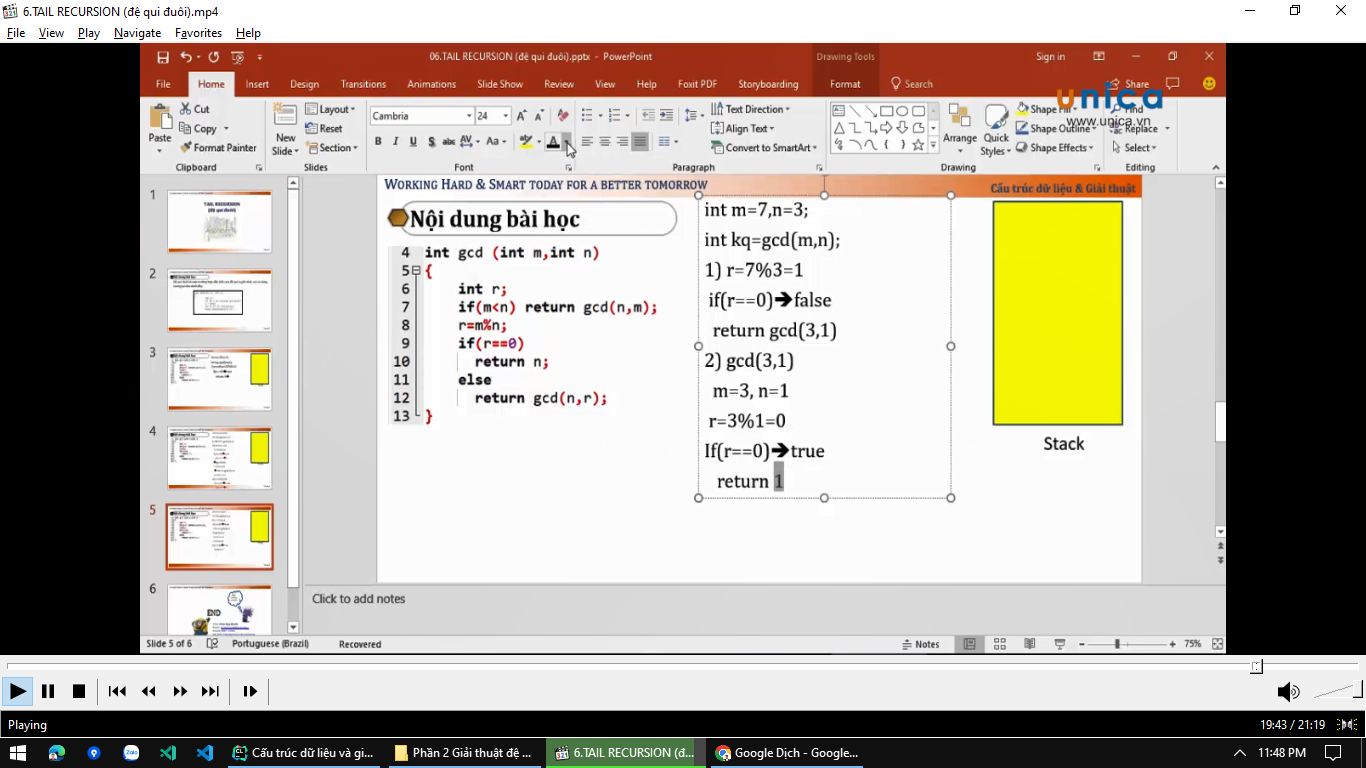 6.TAIL RECURSION (đệ qui đuôi).mp4
File View Play Navigate Favorites Help
06.TAIL RECURSION (đệ qui đuôi).pptx - PowerPoint
Drawing Tools
Sign in
File Home Insert Design Transitions Animations Slide Show Review View Help Foxit PDF Storyboarding Format Search Share
unica
www.unica.vn
Paste
Cut
Copy
Format Painter
Clipboard
New Slide
Layout
Reset
Section
Slides
Cambria 24
B I U S abc AV Aa A
Font
Text Direction
Align Text
Convert to SmartArt
Paragraph
Arrange
Quick Styles
Shape Fill
Shape Outline
Shape Effects
Drawing
Find
Replace
Select
Editing
1
TAIL RECURSION
(đệ qui đuôi)
2
3
4
5
6
END
WORKING HARD & SMART TODAY FOR A BETTER TOMORROW
Cấu trúc dữ liệu & Giải thuật
Nội dung bài học
4 int gcd (int m,int n)
5 {
6 int r;
7 if(m<n) return gcd(n,m);
8 r=m%n;
9 if(r==0)
10 return n;
11 else
12 return gcd(n,r);
13 }
int m=7,n=3;
int kq=gcd(m,n);
1) r=7%3=1
if(r==0)➔false
return gcd(3,1)
2) gcd(3,1)
m=3, n=1
r=3%1=0
If(r==0)➔true
return 1
Stack
Click to add notes
Slide 5 of 6 Portuguese (Brazil) Recovered Notes 75%
Playing
19:43 / 21:19
Cấu trúc dữ liệu và gi...
Phần 2 Giải thuật đệ ...
6.TAIL RECURSION (đ...
Google Dịch - Google...
11:48 PM